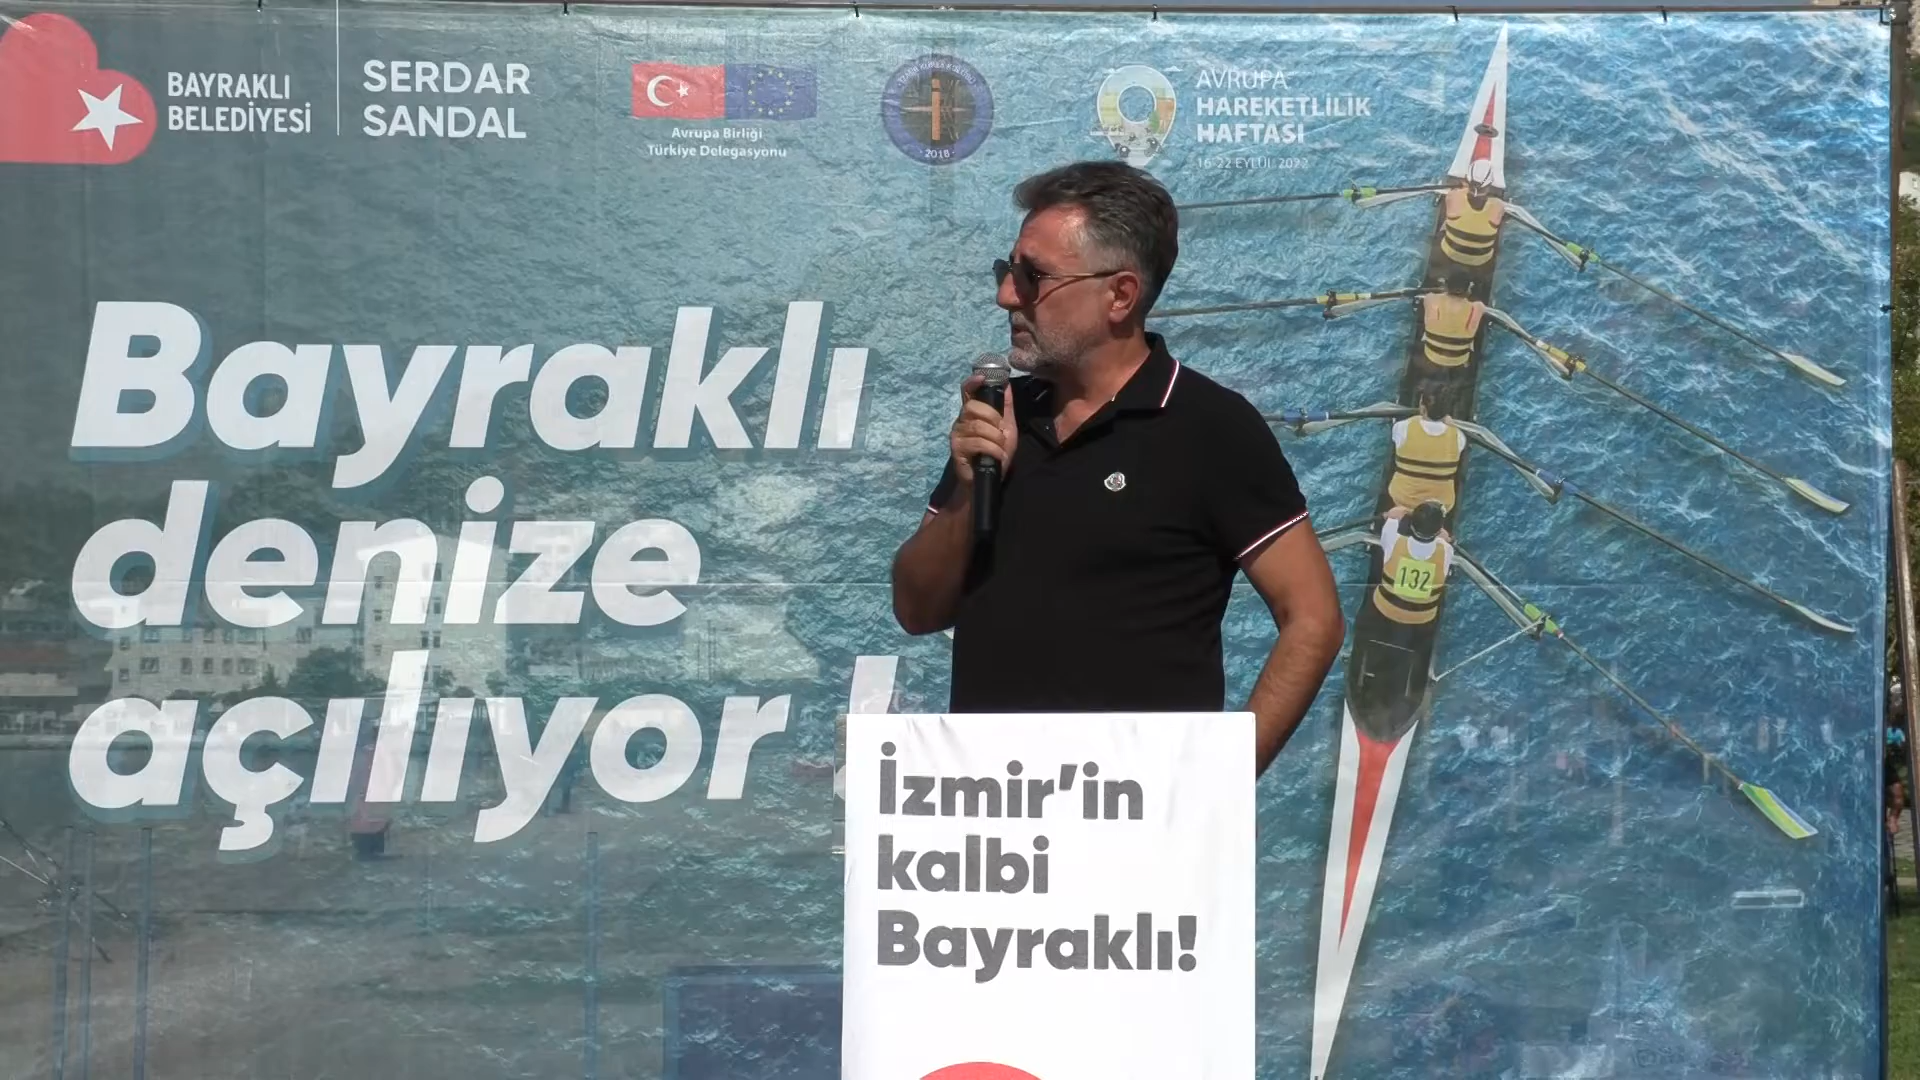 BAYRAKLI
BELEDİYESİ
SERDAR
SANDAL
Avrupa Birliği
Türkiye Delegasyonu
· 2018 ·
AVRUPA
HAREKETLİLİK
HAFTASI
16-22 EYLÜL 2022
Bayraklı
denize
açılıyor !
132
İzmir'in
kalbi
Bayraklı!